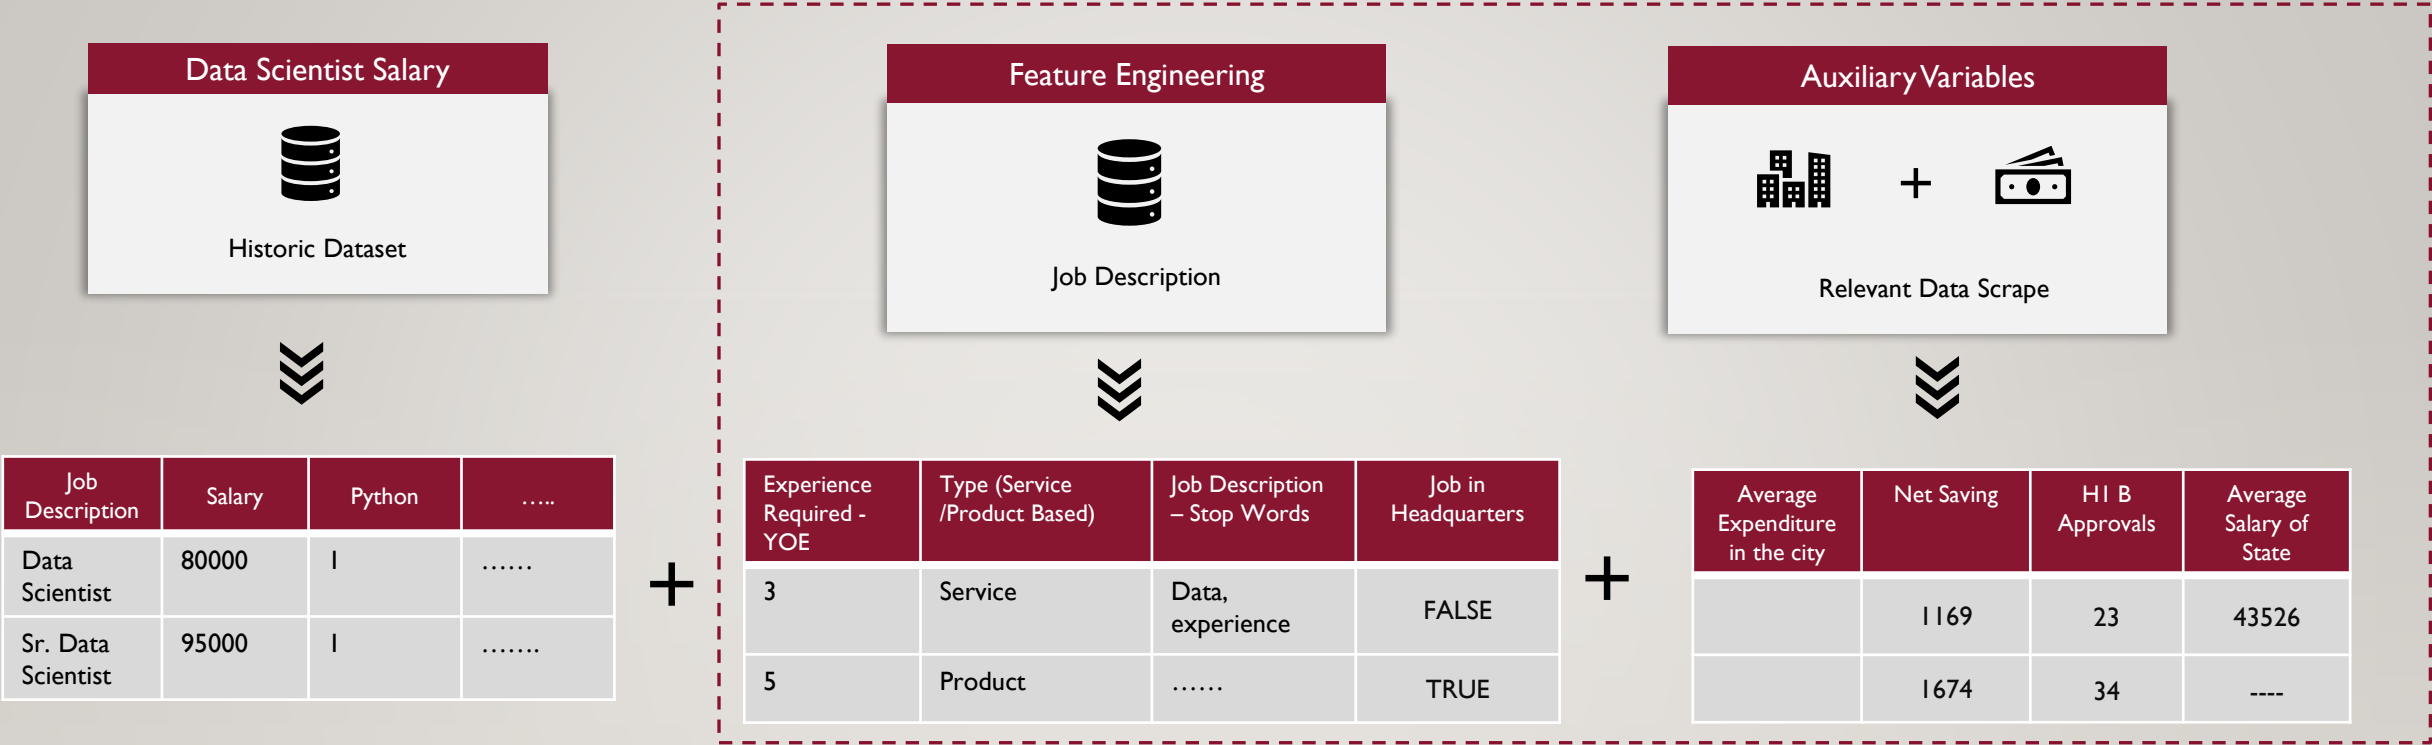 Data Scientist Salary
Historic Dataset
Feature Engineering
Job Description
Auxiliary Variables
+
Relevant Data Scrape
Job
Description
Salary
Python
…..
Data
Scientist
80000
1
……
Sr. Data
Scientist
95000
1
…….
+
Experience
Required -
YOE
Type (Service
/Product Based)
Job Description
– Stop Words
Job in
Headquarters
3
Service
Data,
experience
FALSE
5
Product
……
TRUE
+
Average
Expenditure
in the city
Net Saving
H1 B
Approvals
Average
Salary of
State
1169
23
43526
1674
34
----